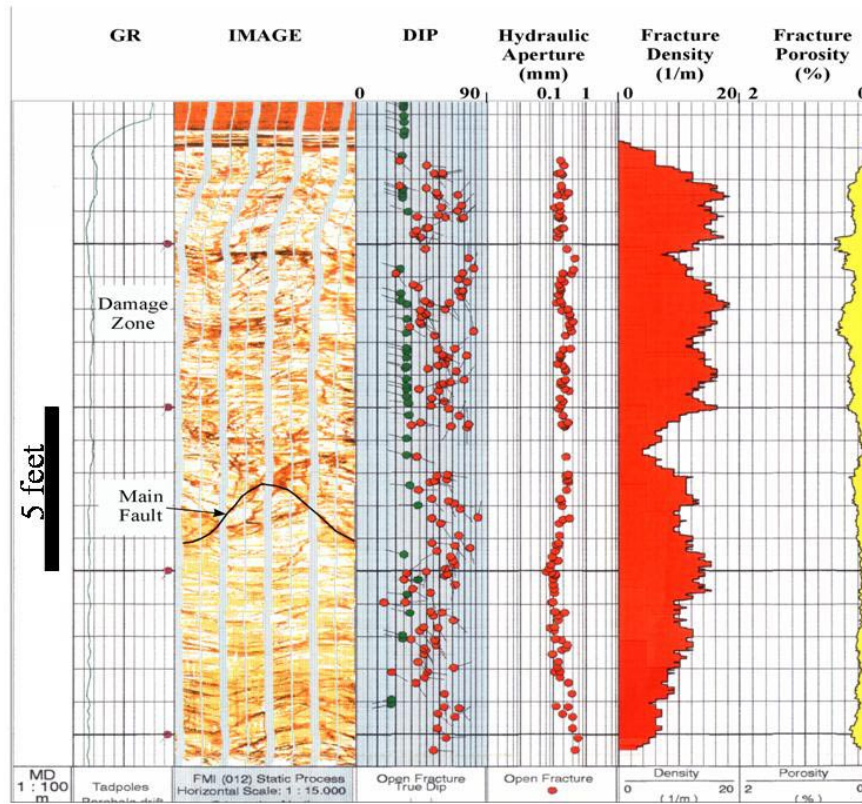 GR IMAGE DIP Hydraulic Aperture (mm) Fracture Density (1/m) Fracture Porosity (%)
0 90 0.1 1 0 20 2 0
Damage Zone
5 feet
Main Fault
MD 1 : 100 m
Tadpoles
FMI (012) Static Process
Horizontal Scale: 1 : 15.000
Open Fracture
True Dip
Open Fracture
Density
0 20
(1/m)
Porosity
2
(%)